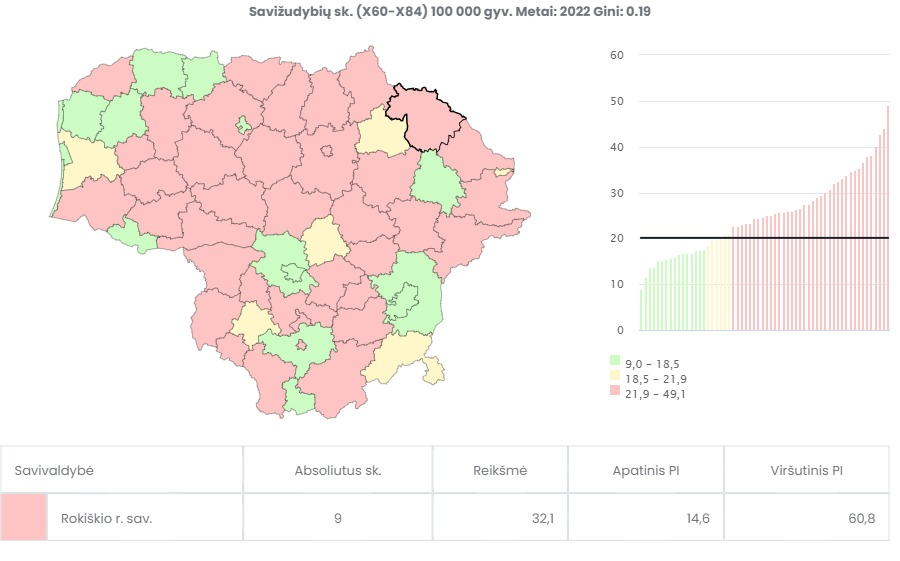 Savižudybių sk. (X60-X84) 100 000 gyv. Metai: 2022 Gini: 0.19
60
50
40
30
20
10
0
9,0 - 18,5
18,5 - 21,9
21,9 - 49,1
Savivaldybė Absoliutus sk. Reikšmė Apatinis PI Viršutinis PI
Rokiškio r. sav. 9 32,1 14,6 60,8